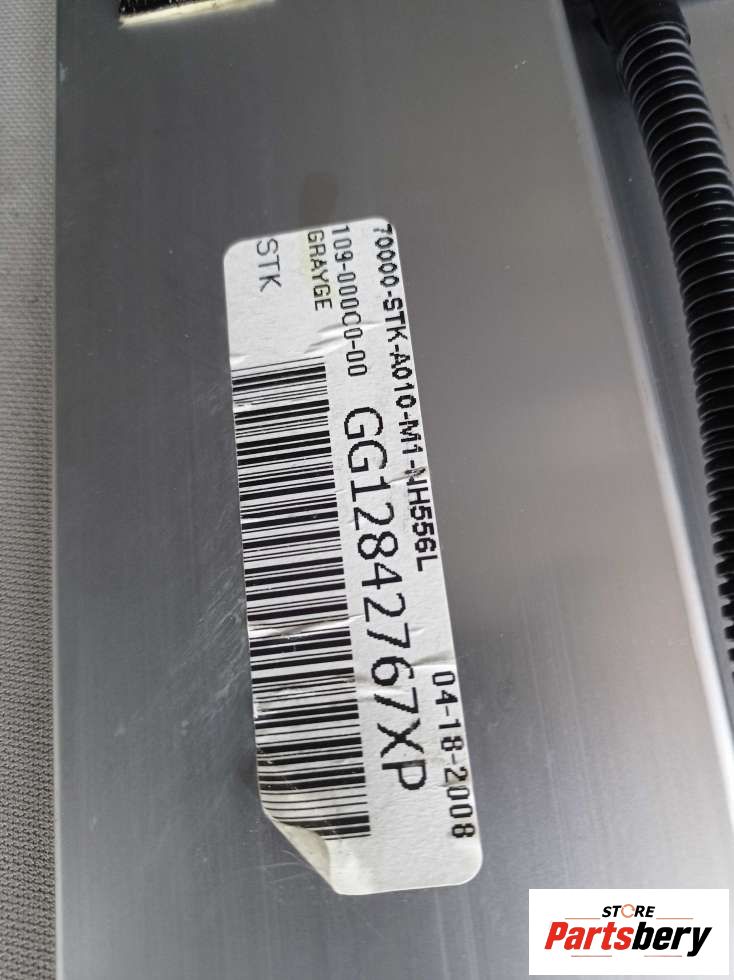 70000-STK-A010-M1-NH556L
04-18-2008
109-000C0-00
GG12842767XP
GRAYGE
STK
STORE
Partsbery